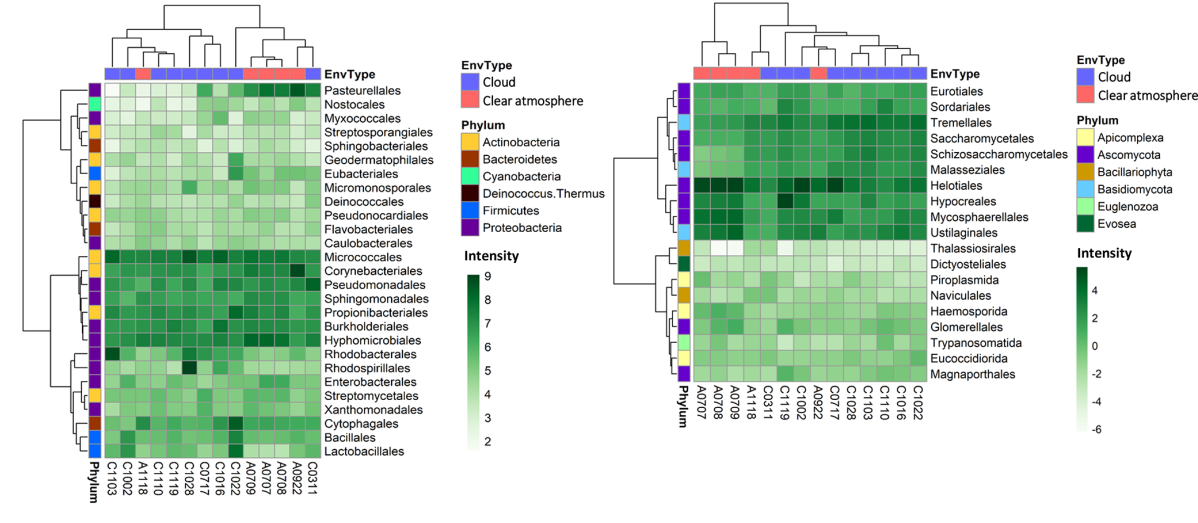 EnvType
Pasteurellales
Nostocales
Myxococcales
Streptosporangiales
Sphingobacteriales
Geodermatophilales
Eubacteriales
Micromonosporales
Deinococcales
Pseudonocardiales
Flavobacteriales
Caulobacterales
Micrococcales
Corynebacteriales
Pseudomonadales
Sphingomonadales
Propionibacteriales
Burkholderiales
Hyphomicrobiales
Rhodobacterales
Rhodospirillales
Enterobacterales
Streptomycetales
Xanthomonadales
Cytophagales
Bacillales
Lactobacillales
Phylum
C1103
C1002
A1118
C1110
C1119
C1028
C0717
C1016
C1022
A0709
A0707
A0708
A0922
C0311
EnvType
Cloud
Clear atmosphere
Phylum
Actinobacteria
Bacteroidetes
Cyanobacteria
Deinococcus.Thermus
Firmicutes
Proteobacteria
Intensity
9
8
7
6
5
4
3
2
EnvType
Eurotiales
Sordariales
Tremellales
Saccharomycetales
Schizosaccharomycetales
Malasseziales
Helotiales
Hypocreales
Mycosphaerellales
Ustilaginales
Thalassiosirales
Dictyosteliales
Piroplasmida
Naviculales
Haemosporida
Glomerellales
Trypanosomatida
Eucoccidiorida
Magnaporthales
Phylum
A0707
A0708
A0709
A1118
C0311
C1119
C1002
A0922
C0717
C1028
C1103
C1110
C1016
C1022
EnvType
Cloud
Clear atmosphere
Phylum
Apicomplexa
Ascomycota
Bacillariophyta
Basidiomycota
Euglenozoa
Evosea
Intensity
4
2
0
-2
-4
-6